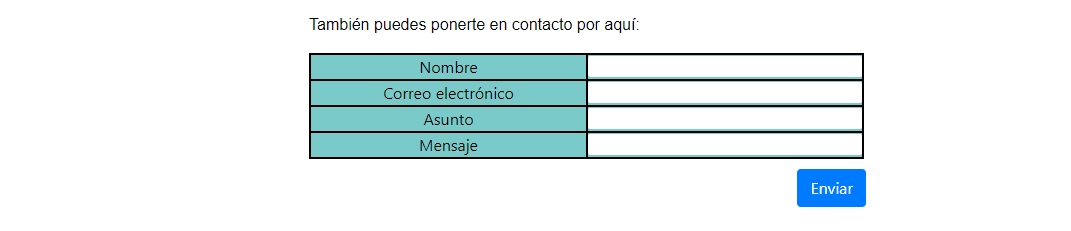 También puedes ponerte en contacto por aquí:
Nombre
Correo electrónico
Asunto
Mensaje
Enviar